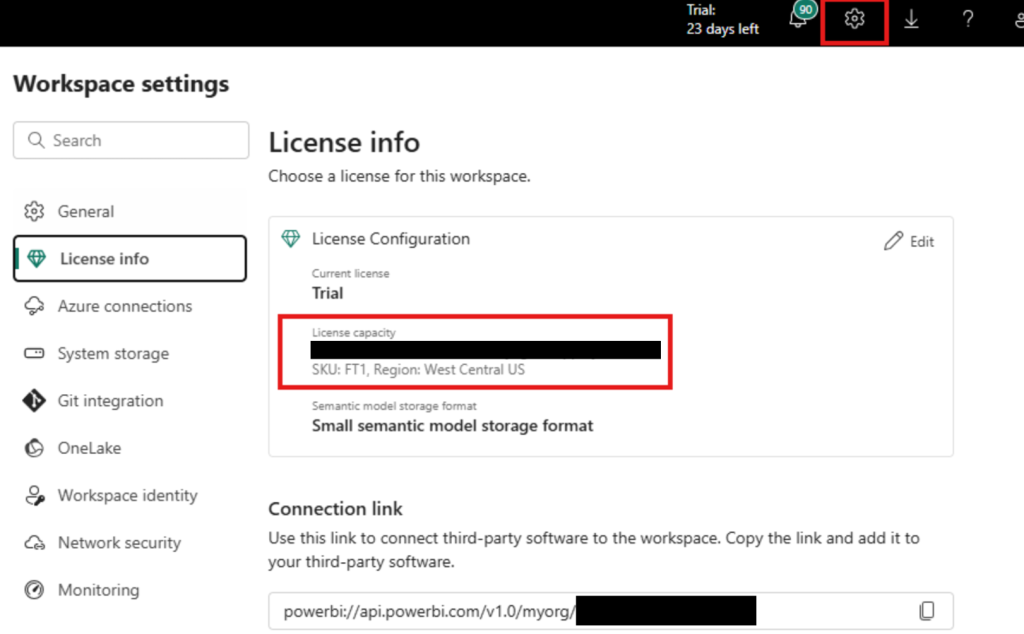 Trial:
23 days left
90
Workspace settings
Search
General
License info
Azure connections
System storage
Git integration
OneLake
Workspace identity
Network security
Monitoring
License info
Choose a license for this workspace.
License Configuration
Edit
Current license
Trial
License capacity
SKU: FT1, Region: West Central US
Semantic model storage format
Small semantic model storage format
Connection link
Use this link to connect third-party software to the workspace. Copy the link and add it to
your third-party software.
powerbi://api.powerbi.com/v1.0/myorg/